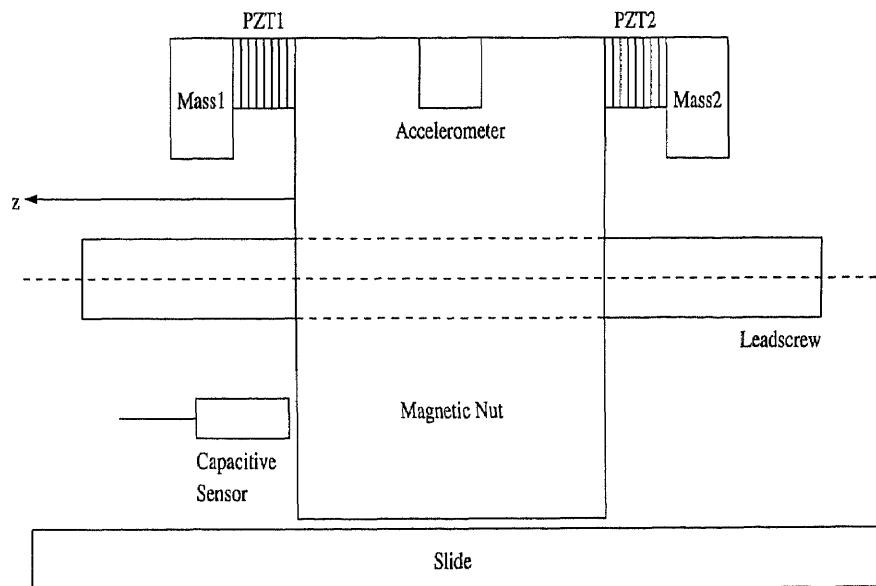 PZT1
PZT2
Mass1
Mass2
Accelerometer
z
Leadscrew
Magnetic Nut
Capacitive
Sensor
Slide